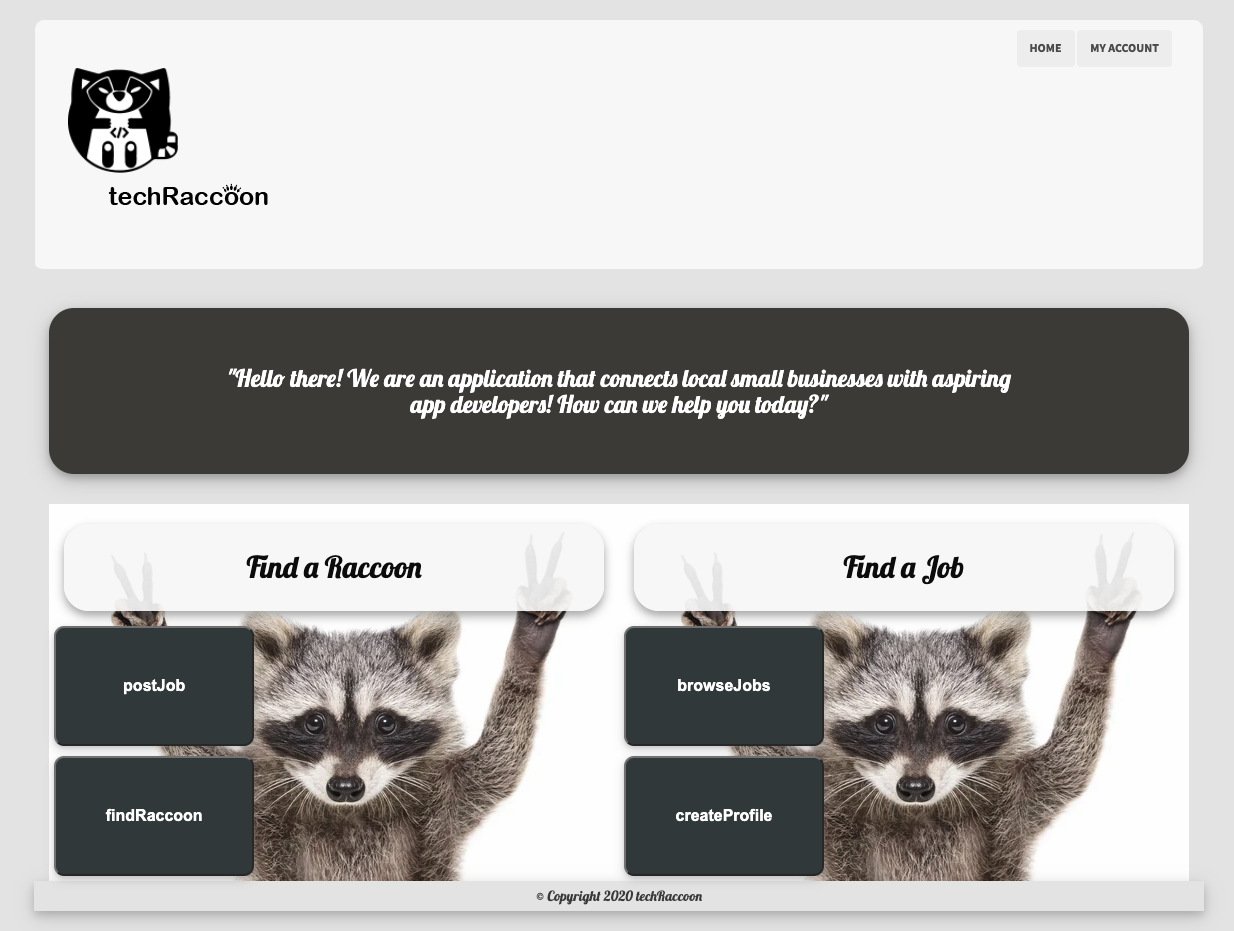 HOME MY ACCOUNT
</>
techRaccoon
"Hello there! We are an application that connects local small businesses with aspiring
app developers! How can we help you today?"
Find a Raccoon
Find a Job
postJob
browseJobs
findRaccoon
createProfile
© Copyright 2020 techRaccoon